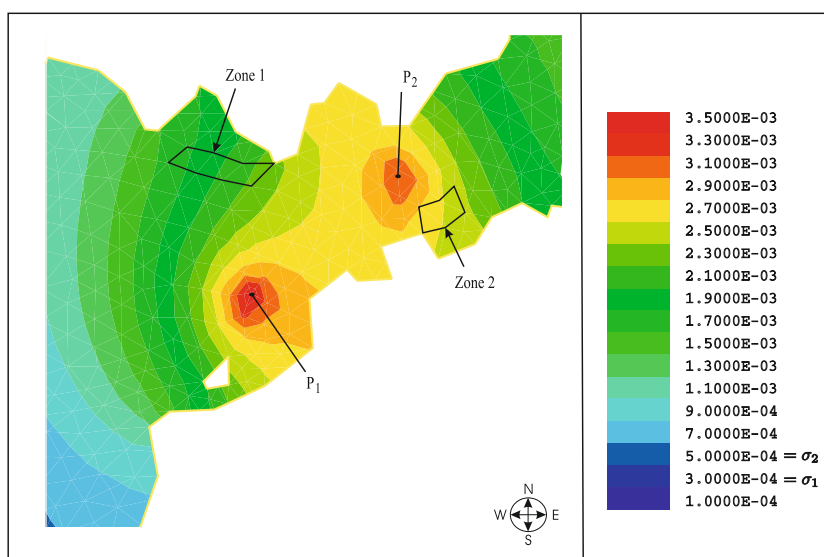 Zone 1
P2
Zone 2
P1
N
W E
S
3.5000E-03
3.3000E-03
3.1000E-03
2.9000E-03
2.7000E-03
2.5000E-03
2.3000E-03
2.1000E-03
1.9000E-03
1.7000E-03
1.5000E-03
1.3000E-03
1.1000E-03
9.0000E-04
7.0000E-04
5.0000E-04 = σ2
3.0000E-04 = σ1
1.0000E-04